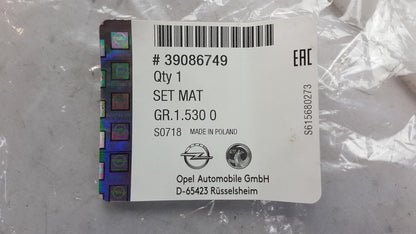 # 39086749
Qty 1
SET MAT
GR.1.530 0
S0718 MADE IN POLAND
Opel Automobile GmbH
D-65423 Rüsselsheim
EAC
S615680273